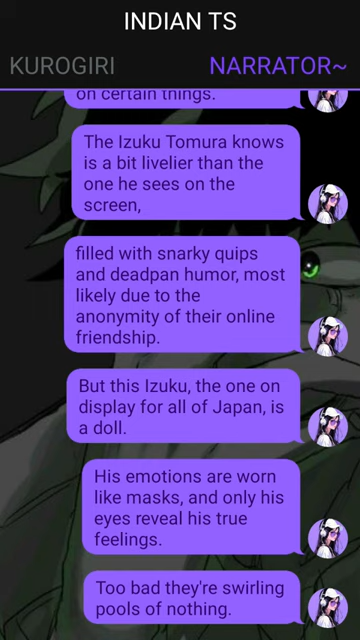 INDIAN TS
KUROGIRI
NARRATOR~
on certain things.
The Izuku Tomura knows
is a bit livelier than the
one he sees on the
screen,
filled with snarky quips
and deadpan humor, most
likely due to the
anonymity of their online
friendship.
But this Izuku, the one on
display for all of Japan, is
a doll.
His emotions are worn
like masks, and only his
eyes reveal his true
feelings.
Too bad they're swirling
pools of nothing.